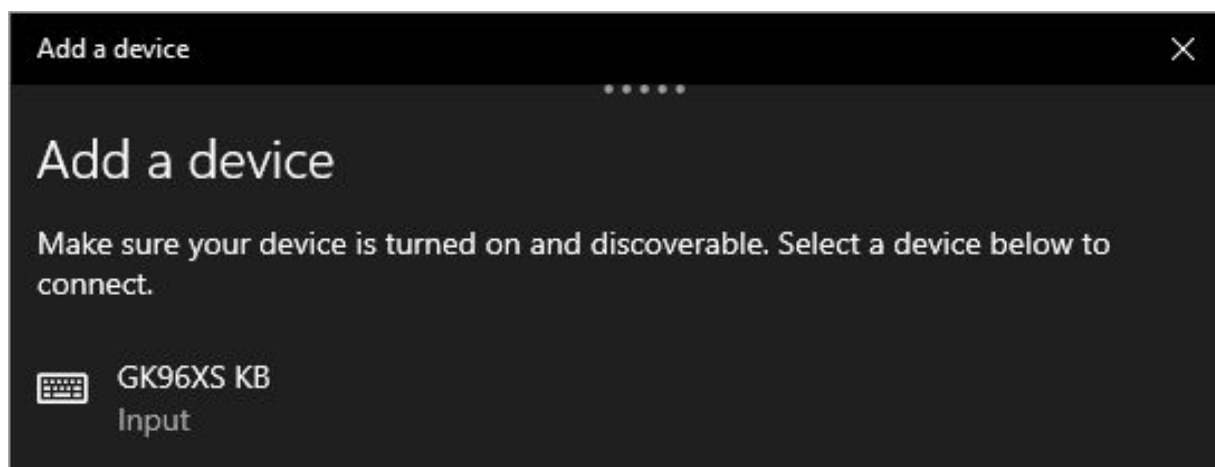 Add a device
Add a device
Make sure your device is turned on and discoverable. Select a device below to
connect.
GK96XS KB
Input